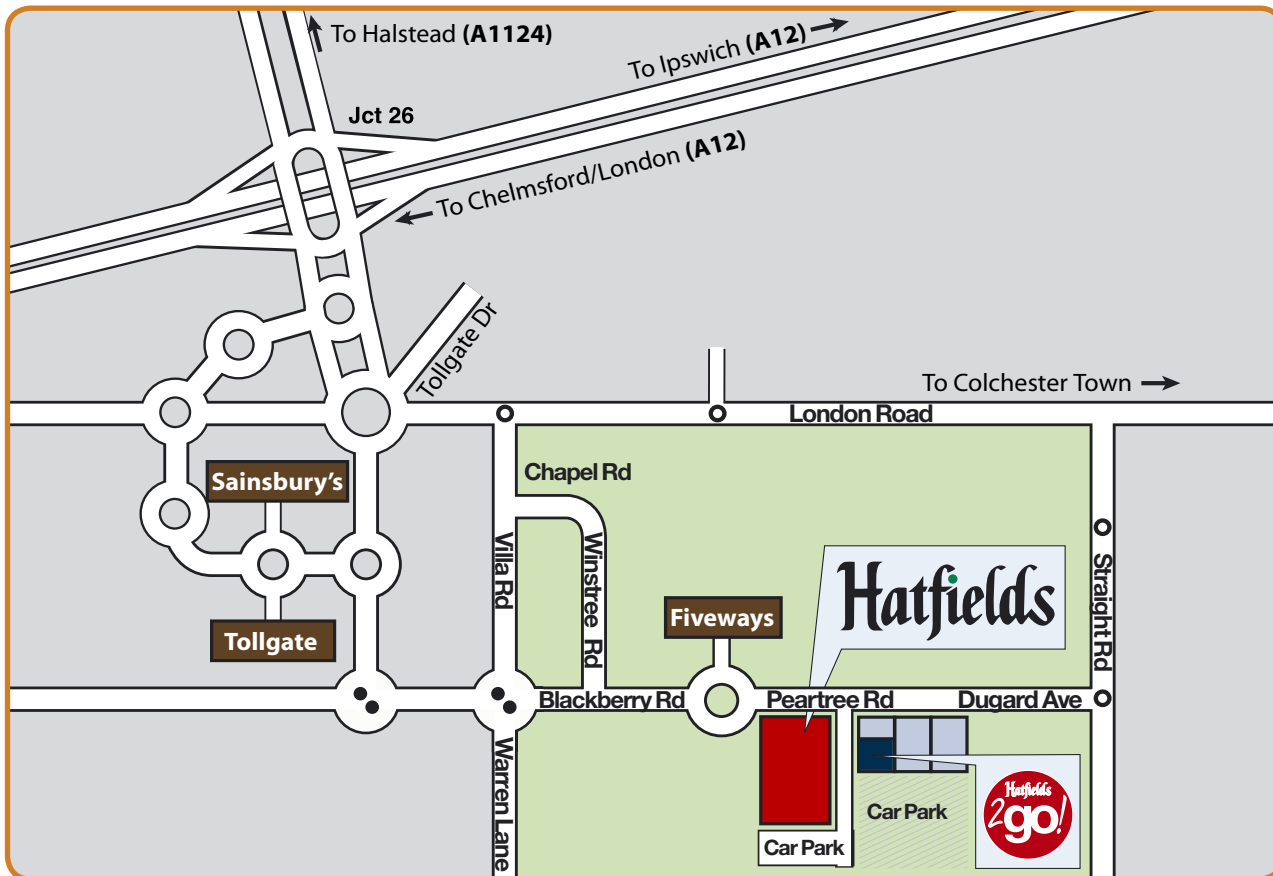 To Halstead (A1124)
To Ipswich (A12)
Jct 26
To Chelmsford/London (A12)
Tollgate Dr
To Colchester Town
London Road
Sainsbury's
Chapel Rd
Villa Rd
Winstree Rd
Hatfields
Straight Rd
Fiveways
Tollgate
Blackberry Rd
Peartree Rd
Dugard Ave
Warren Lane
Car Park
Car Park
Hatfields
2go!